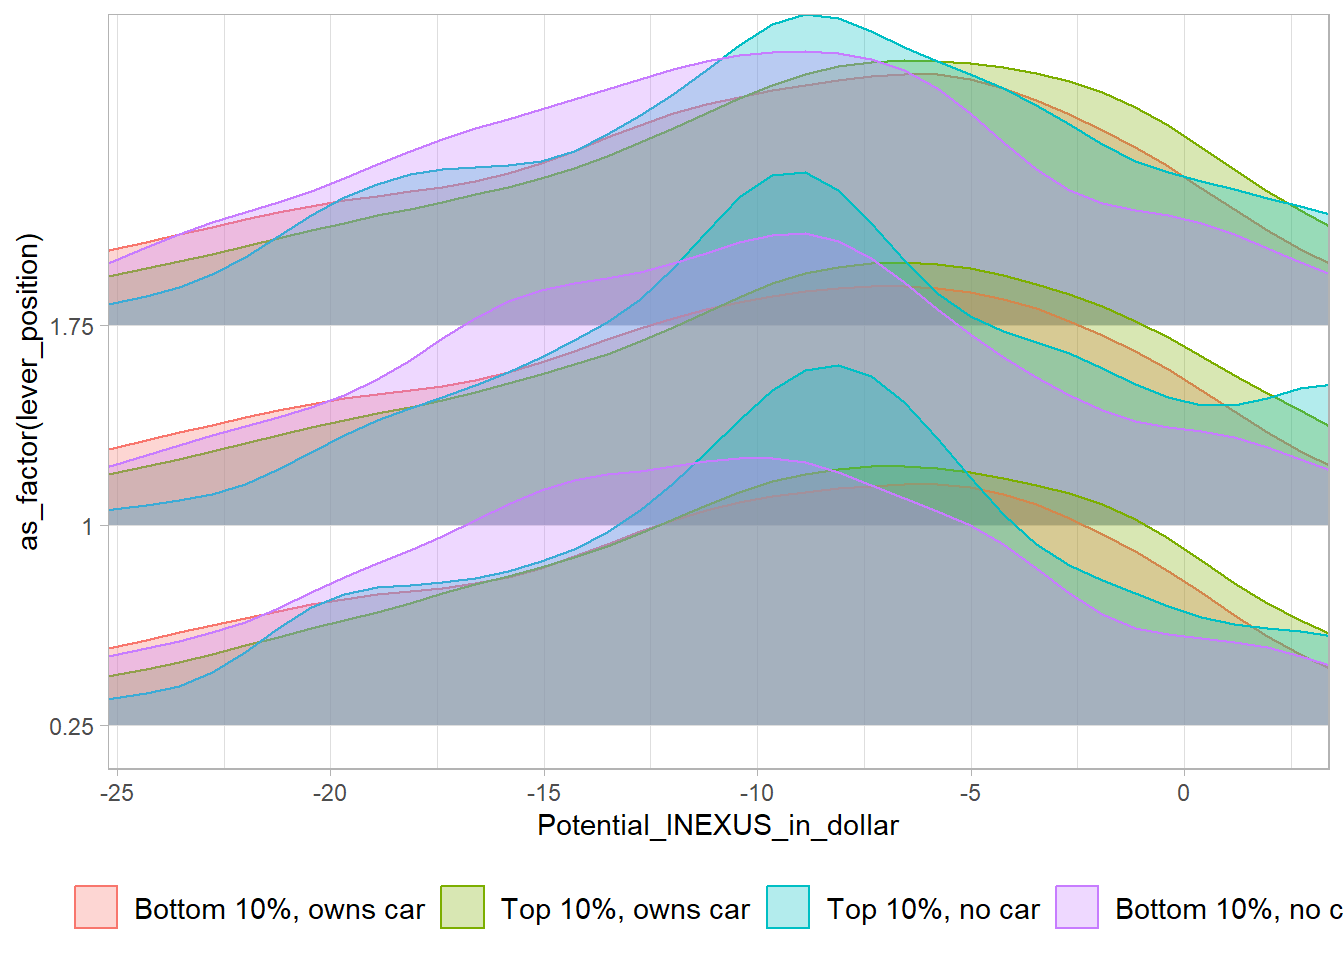 as_factor(lever_position)
1.75
1
0.25
-25 -20 -15 -10 -5 0
Potential_INEXUS_in_dollar
Bottom 10%, owns car Top 10%, owns car Top 10%, no car Bottom 10%, no c